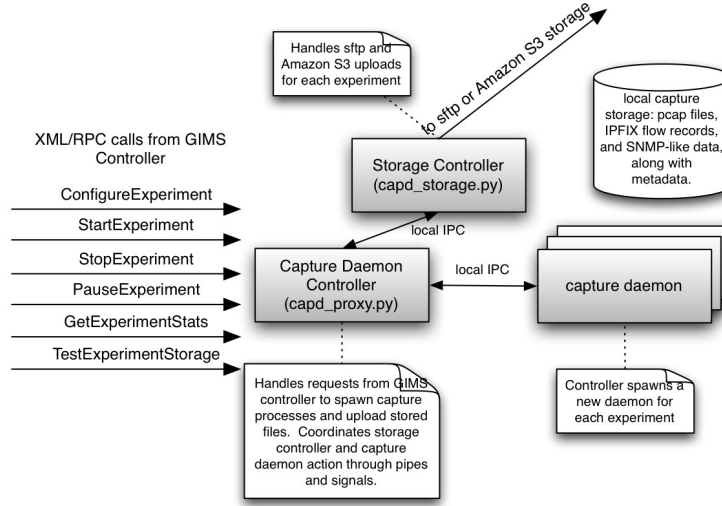 Handles sftp and
Amazon S3 uploads
for each experiment
to sftp or Amazon S3 storage
local capture
storage: pcap files,
IPFIX flow records,
and SNMP-like data,
along with
metadata.
XML/RPC calls from GIMS
Controller
ConfigureExperiment
StartExperiment
StopExperiment
PauseExperiment
GetExperimentStats
TestExperimentStorage
Storage Controller
(capd_storage.py)
local IPC
Capture Daemon
Controller
(capd_proxy.py)
local IPC
capture daemon
Handles requests from GIMS
controller to spawn capture
processes and upload stored
files. Coordinates storage
controller and capture
daemon action through pipes
and signals.
Controller spawns a
new daemon for
each experiment